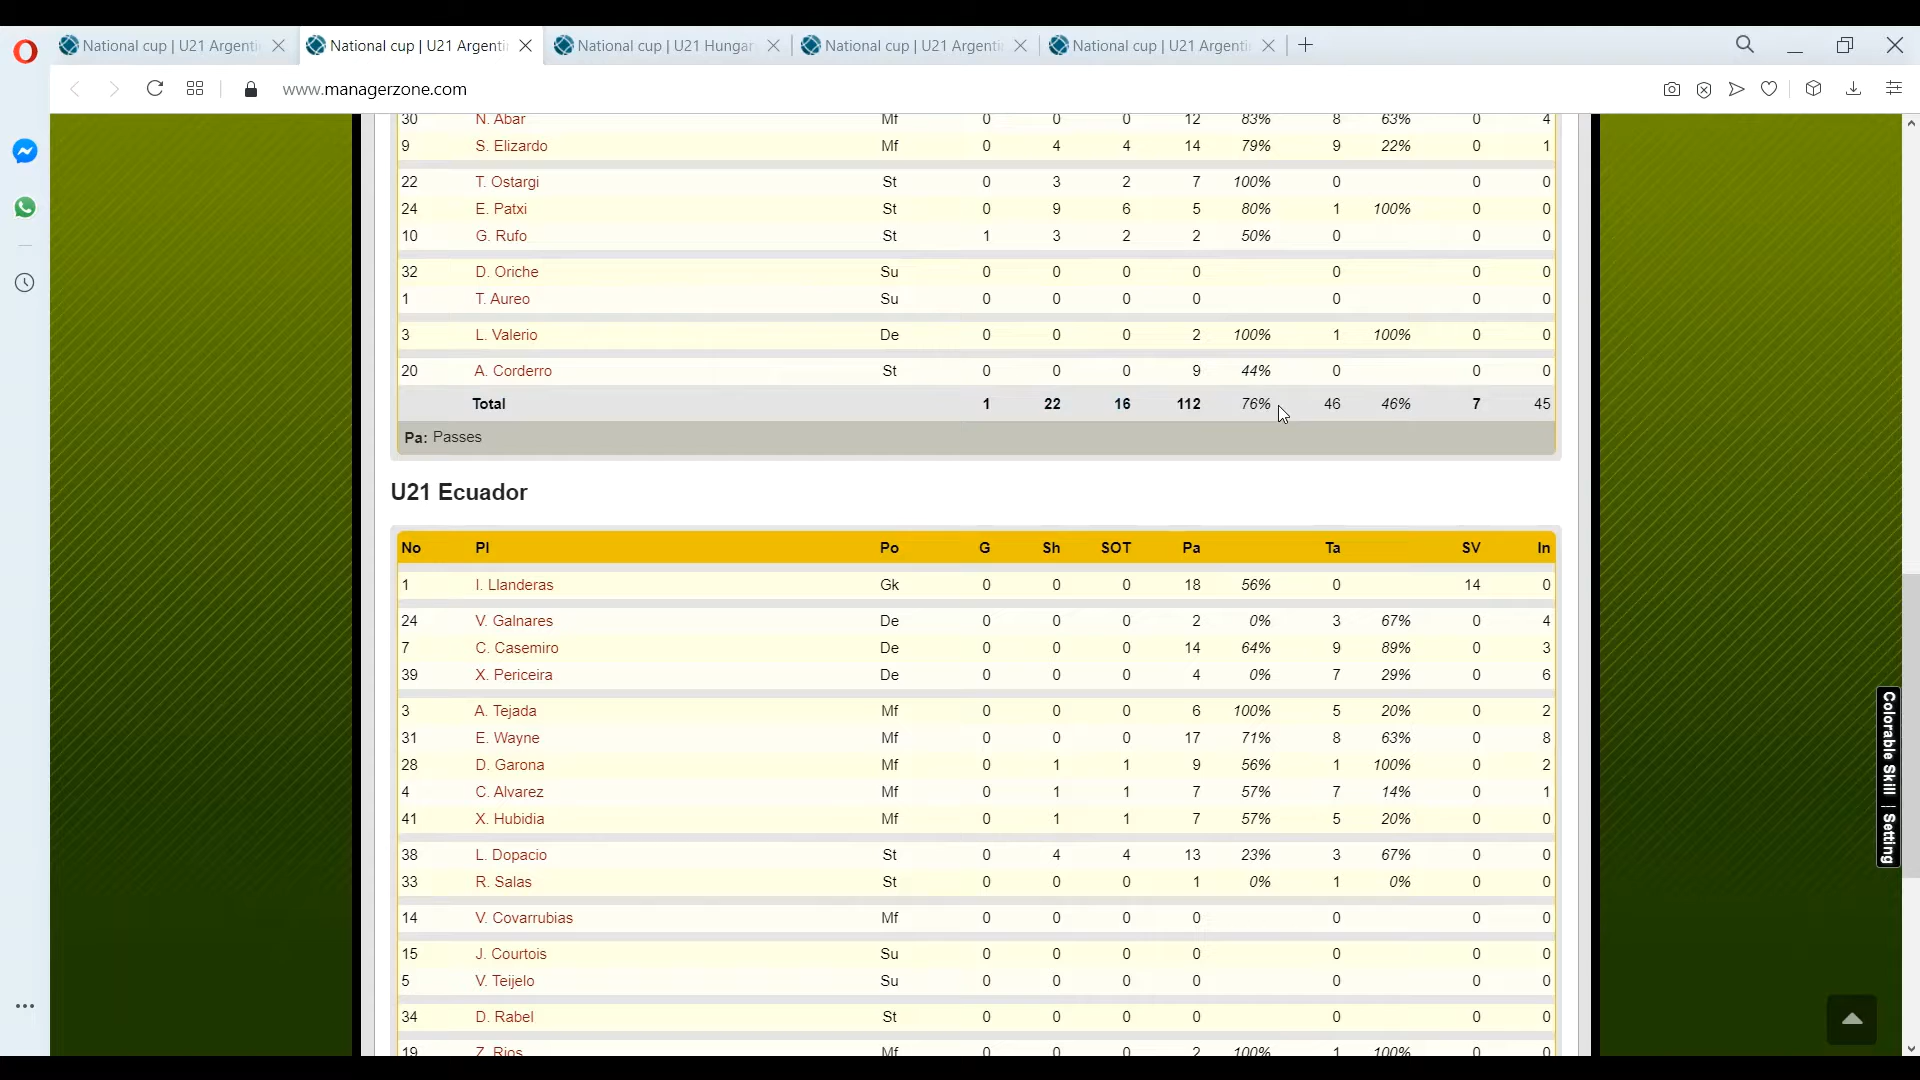 National cup | U21 Argenti
National cup | U21 Argenti
National cup | U21 Hungar
National cup | U21 Argenti
National cup | U21 Argenti
www.managerzone.com
30 N. Abar Mf 0 0 0 12 83% 8 63% 0 4
9 S. Elizardo Mf 0 4 4 14 79% 9 22% 0 1
22 T. Ostargi St 0 3 2 7 100% 0 0 0
24 E. Patxi St 0 9 6 5 80% 1 100% 0 0
10 G. Rufo St 1 3 2 2 50% 0 0 0
32 D. Oriche Su 0 0 0 0 0 0 0
1 T. Aureo Su 0 0 0 0 0 0 0
3 L. Valerio De 0 0 0 2 100% 1 100% 0 0
20 A. Corderro St 0 0 0 9 44% 0 0 0
Total 1 22 16 112 76% 46 46% 7 45
Pa: Passes
U21 Ecuador
No Pl Po G Sh SOT Pa Ta SV In
1 I. Llanderas Gk 0 0 0 18 56% 0 14 0
24 V. Galnares De 0 0 0 2 0% 3 67% 0 4
7 C. Casemiro De 0 0 0 14 64% 9 89% 0 3
39 X. Periceira De 0 0 0 4 0% 7 29% 0 6
3 A. Tejada Mf 0 0 0 6 100% 5 20% 0 2
31 E. Wayne Mf 0 0 0 17 71% 8 63% 0 8
28 D. Garona Mf 0 1 1 9 56% 1 100% 0 2
4 C. Alvarez Mf 0 1 1 7 57% 7 14% 0 1
41 X. Hubidia Mf 0 1 1 7 57% 5 20% 0 0
38 L. Dopacio St 0 4 4 13 23% 3 67% 0 0
33 R. Salas St 0 0 0 1 0% 1 0% 0 0
14 V. Covarrubias Mf 0 0 0 0 0 0 0
15 J. Courtois Su 0 0 0 0 0 0 0
5 V. Teijelo Su 0 0 0 0 0 0 0
34 D. Rabel St 0 0 0 0 0 0 0
19 Z. Rios Mf 0 0 0 2 100% 1 100% 0 0
Colorable Skill | Setting